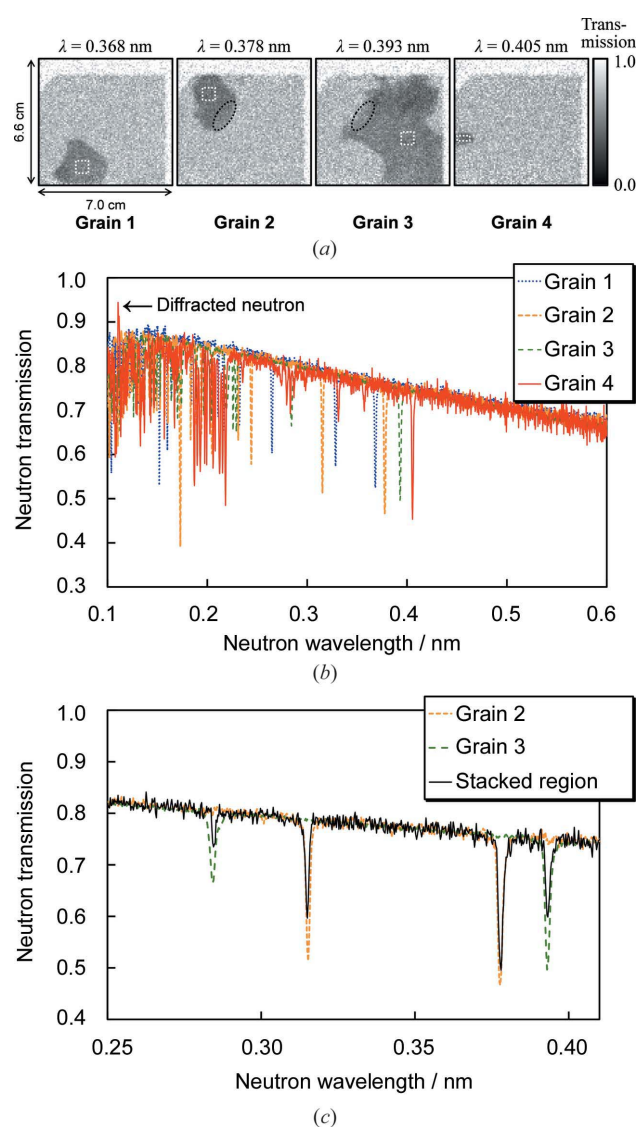 λ = 0.368 nm λ = 0.378 nm λ = 0.393 nm λ = 0.405 nm
Trans-
mission
1.0
0.0
6.6 cm
7.0 cm
Grain 1 Grain 2 Grain 3 Grain 4
(a)
Neutron transmission
1.0
0.9
0.8
0.7
0.6
0.5
0.4
0.3
← Diffracted neutron
Grain 1
Grain 2
Grain 3
Grain 4
0.1 0.2 0.3 0.4 0.5 0.6
Neutron wavelength / nm
(b)
Neutron transmission
1.0
0.9
0.8
0.7
0.6
0.5
0.4
Grain 2
Grain 3
Stacked region
0.25 0.30 0.35 0.40
Neutron wavelength / nm
(c)